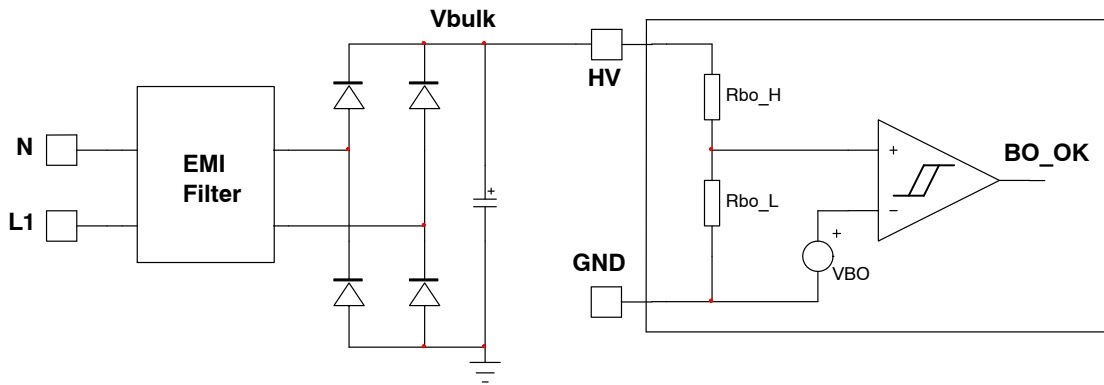 Vbulk
HV
Rbo_H
N
EMI
Filter
+
BO_OK
L1
+
Rbo_L
−
GND
+
VBO